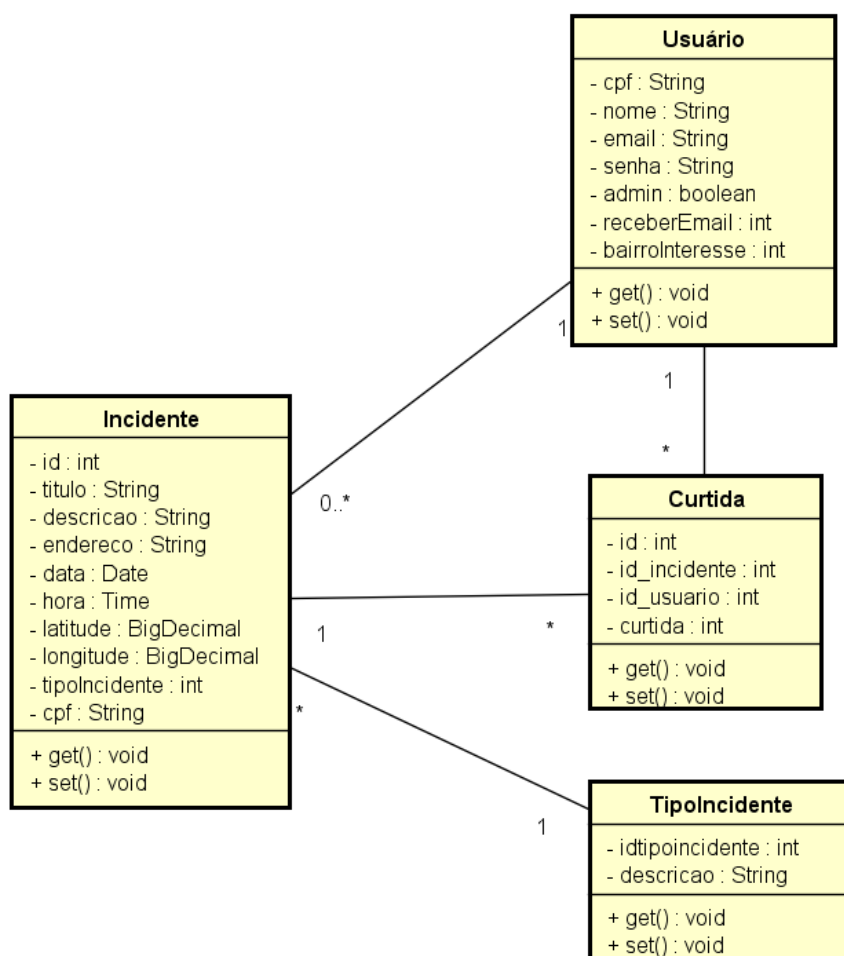 Usuário
- cpf : String
- nome : String
- email : String
- senha : String
- admin : boolean
- receberEmail : int
- bairroInteresse : int
+ get() : void
+ set() : void
1
1
*
Incidente
- id : int
- titulo : String
- descricao : String
- endereco : String
- data : Date
- hora : Time
- latitude : BigDecimal
- longitude : BigDecimal
- tipoIncidente : int
- cpf : String
+ get() : void
+ set() : void
0..*
1
*
*
1
Curtida
- id : int
- id_incidente : int
- id_usuario : int
- curtida : int
+ get() : void
+ set() : void
TipoIncidente
- idtipoincidente : int
- descricao : String
+ get() : void
+ set() : void